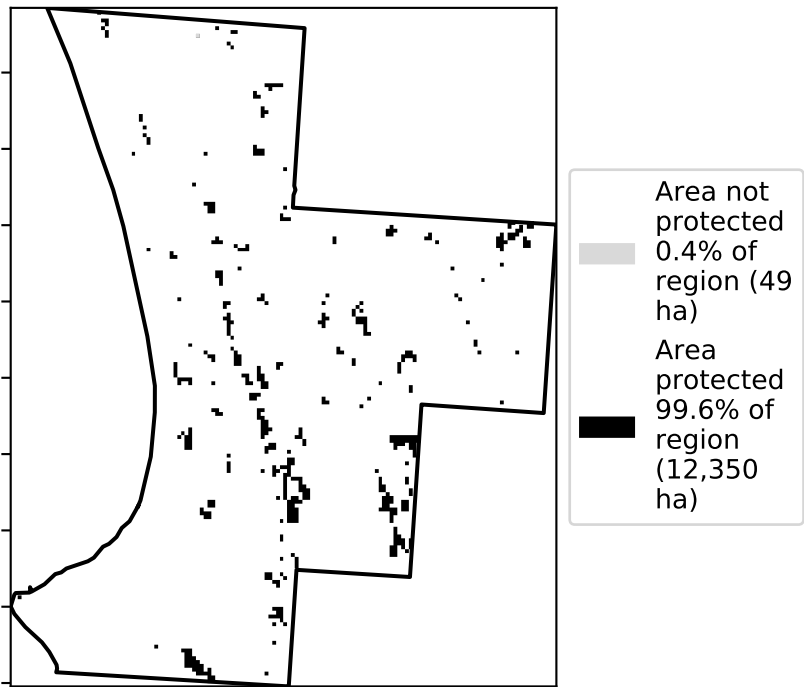 Area not
protected
0.4% of
region (49
ha)
Area
protected
99.6% of
region
(12,350
ha)